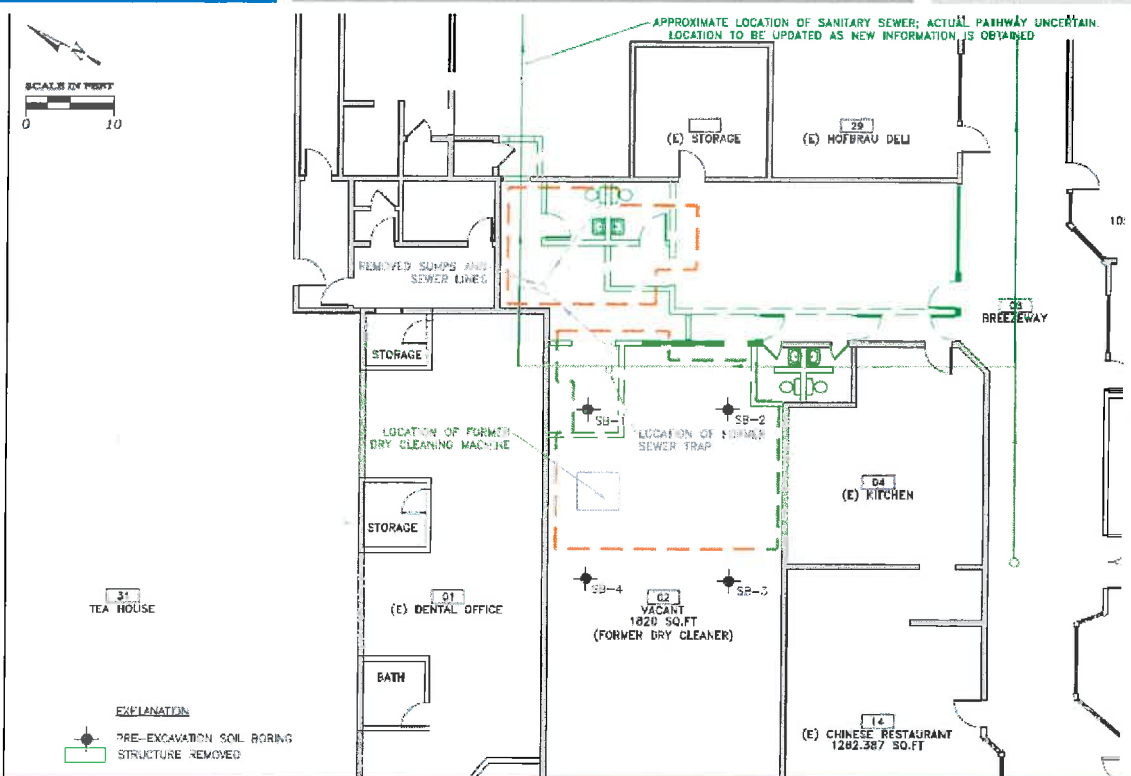 APPROXIMATE LOCATION OF SANITARY SEWER; ACTUAL PATHWAY UNCERTAIN.
LOCATION TO BE UPDATED AS NEW INFORMATION IS OBTAINED
N
SCALE IN FEET
0 10
(E) STORAGE
29
(E) HOFBRAU DELI
REMOVED SUMPS AND
SEWER LINES
03
BREEZEWAY
STORAGE
SB-1
SB-2
LOCATION OF FORMER
DRY CLEANING MACHINE
LOCATION OF FORMER
SEWER TRAP
04
(E) KITCHEN
STORAGE
SB-4
SB-3
31
TEA HOUSE
01
(E) DENTAL OFFICE
02
VACANT
1820 SQ.FT
(FORMER DRY CLEANER)
BATH
EXPLANATION
PRE-EXCAVATION SOIL BORING
STRUCTURE REMOVED
14
(E) CHINESE RESTAURANT
1282.387 SQ.FT